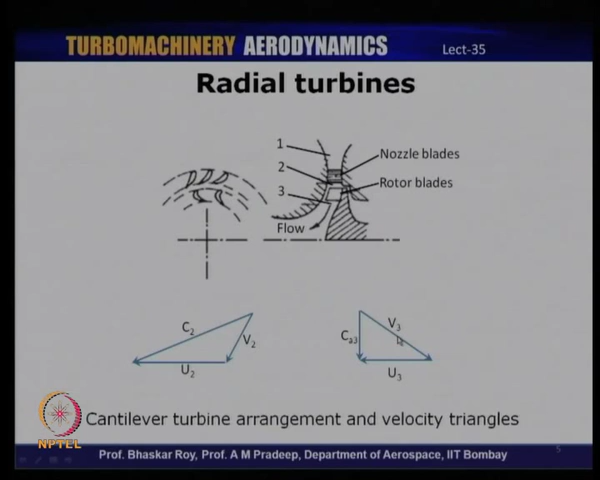 TURBOMACHINERY AERODYNAMICS Lect-35
Radial turbines
1
Nozzle blades
2
Rotor blades
3
Flow
C2
V2
U2
V3
Ca3
U3
NPTEL
Cantilever turbine arrangement and velocity triangles
Prof. Bhaskar Roy, Prof. A M Pradeep, Department of Aerospace, IIT Bombay
5